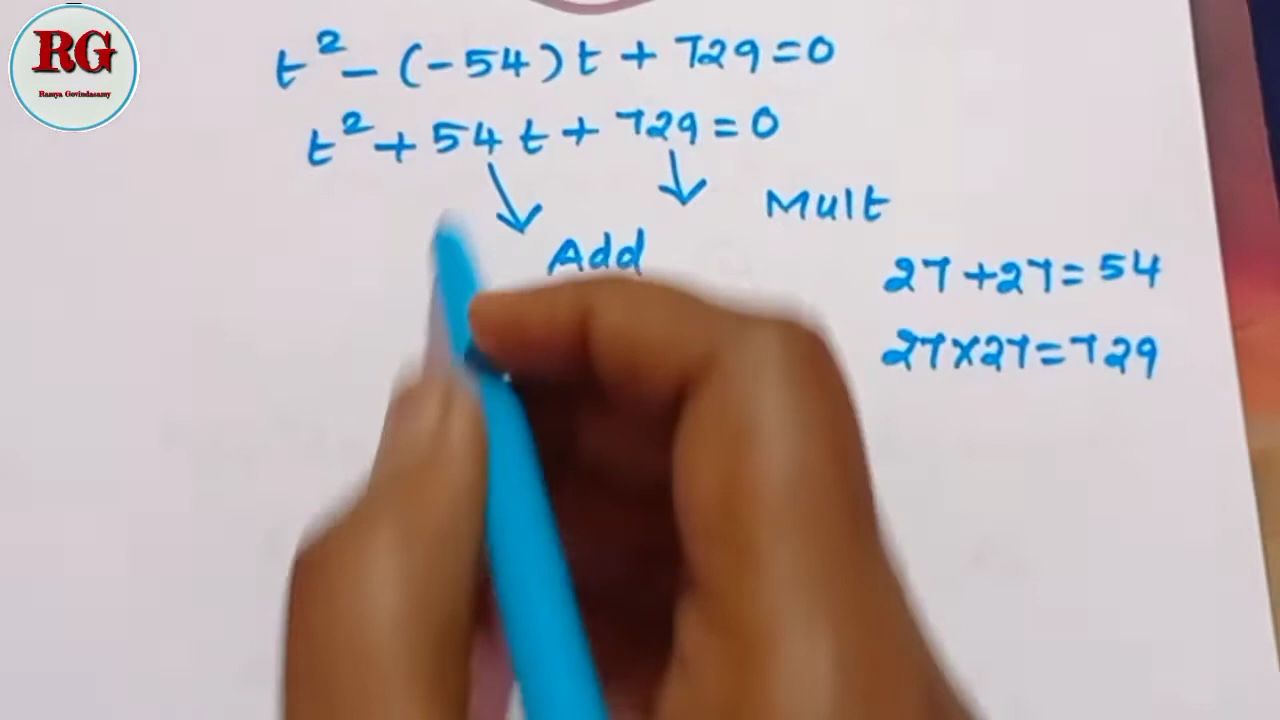 RG
Ramya Govindasamy
t² - (-54)t + 729 = 0
t² + 54t + 729 = 0
Mult
Add
27 + 27 = 54
27 × 27 = 729